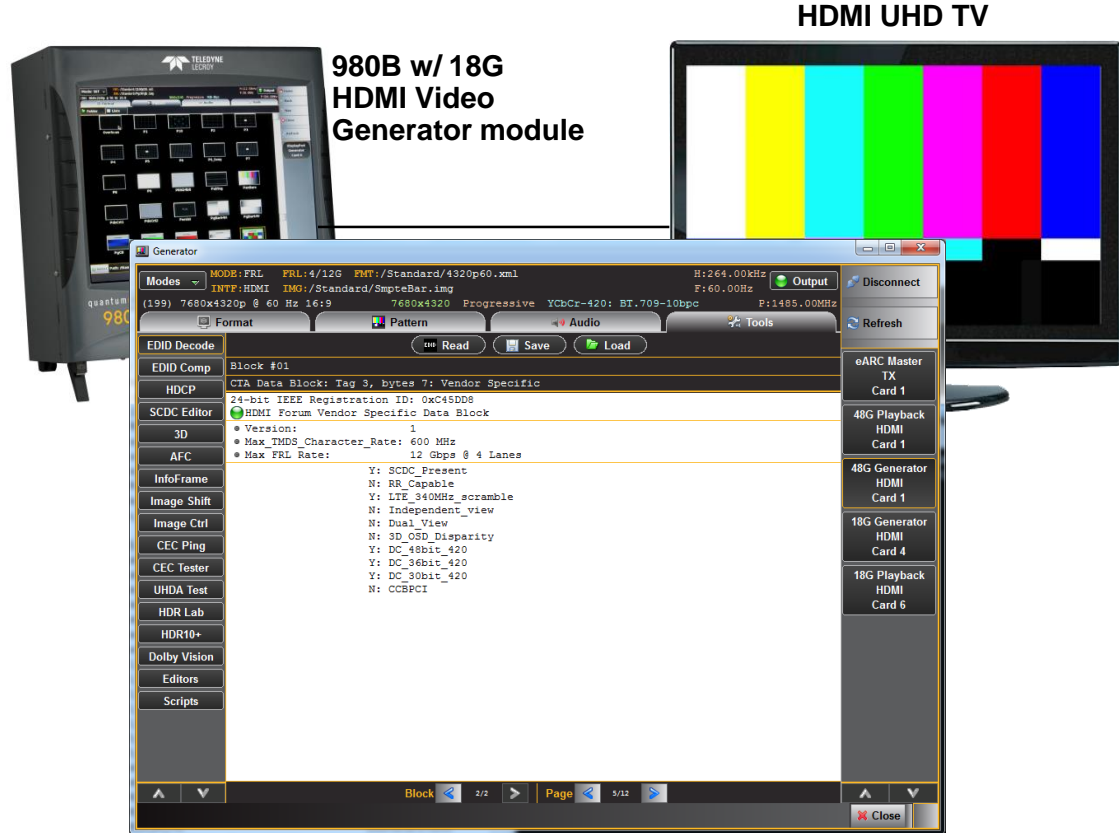 HDMI UHD TV
TELEDYNE
LECROY
980B w/ 18G
HDMI Video
Generator module
quantum
980
Generator
Modes
MODE:FRL FRL:4/12G FMT:/Standard/4320p60.xml H:264.00kHz
INTF:HDMI IMG:/Standard/SmpteBar.img F:60.00Hz
Output
(199) 7680x4320p @ 60 Hz 16:9 7680x4320 Progressive YCbCr-420: BT.709-10bpc P:1485.00MHz
Format Pattern Audio Tools
Disconnect
Refresh
EDID Decode
EDID Comp
HDCP
SCDC Editor
3D
AFC
InfoFrame
Image Shift
Image Ctrl
CEC Ping
CEC Tester
UHDA Test
HDR Lab
HDR10+
Dolby Vision
Editors
Scripts
Read Save Load
Block #01
CTA Data Block: Tag 3, bytes 7: Vendor Specific
24-bit IEEE Registration ID: 0xC45DD8
HDMI Forum Vendor Specific Data Block
Version: 1
Max_TMDS_Character_Rate: 600 MHz
Max FRL Rate: 12 Gbps @ 4 Lanes
Y: SCDC_Present
N: RR_Capable
Y: LTE_340MHz_scramble
N: Independent_view
N: Dual_View
N: 3D_OSD_Disparity
Y: DC_48bit_420
Y: DC_36bit_420
Y: DC_30bit_420
N: CCBPCI
eARC Master
TX
Card 1
48G Playback
HDMI
Card 1
48G Generator
HDMI
Card 1
18G Generator
HDMI
Card 4
18G Playback
HDMI
Card 6
Block 2/2 Page 5/12
Close